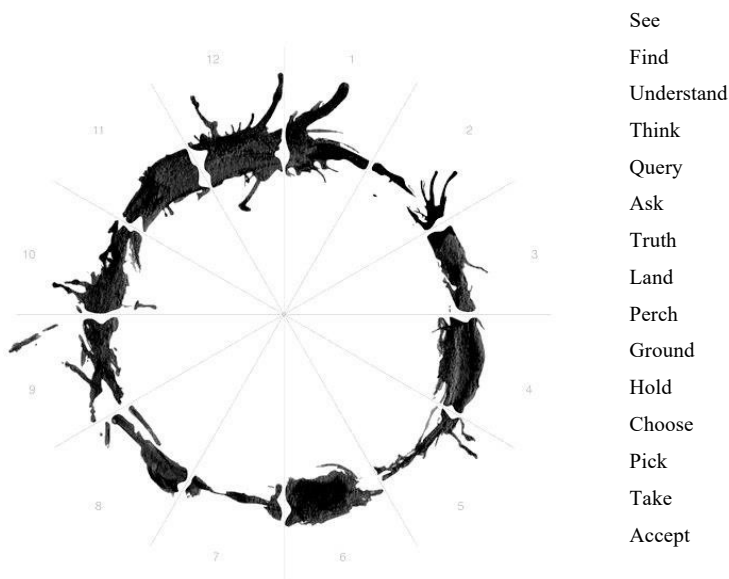 12
1
11
2
10
3
9
4
8
5
7
6
See
Find
Understand
Think
Query
Ask
Truth
Land
Perch
Ground
Hold
Choose
Pick
Take
Accept